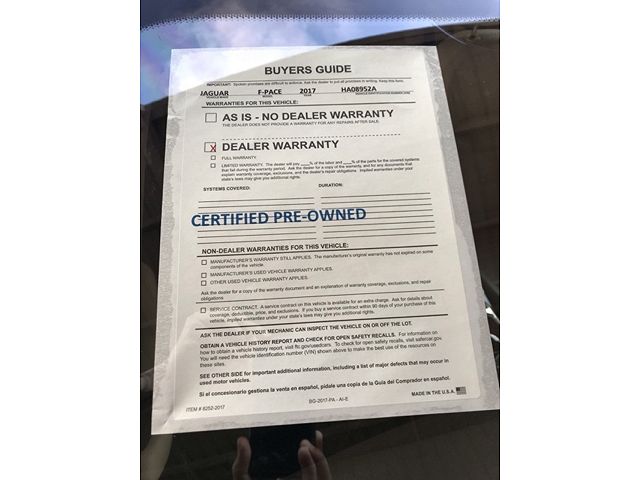 BUYERS GUIDE
IMPORTANT: Spoken promises are difficult to enforce. Ask the dealer to put all promises in writing. Keep this form.
JAGUAR F-PACE 2017 HA08952A
VEHICLE MAKE MODEL YEAR VEHICLE IDENTIFICATION NUMBER (VIN)
WARRANTIES FOR THIS VEHICLE:
AS IS - NO DEALER WARRANTY
THE DEALER DOES NOT PROVIDE A WARRANTY FOR ANY REPAIRS AFTER SALE.
X DEALER WARRANTY
FULL WARRANTY.
LIMITED WARRANTY. The dealer will pay ___% of the labor and ___% of the parts for the covered systems
that fail during the warranty period. Ask the dealer for a copy of the warranty, and for any documents that
explain warranty coverage, exclusions, and the dealer's repair obligations. Implied warranties under your
state's laws may give you additional rights.
SYSTEMS COVERED: DURATION:
CERTIFIED PRE-OWNED
NON-DEALER WARRANTIES FOR THIS VEHICLE:
MANUFACTURER'S WARRANTY STILL APPLIES. The manufacturer's original warranty has not expired on some
components of the vehicle.
MANUFACTURER'S USED VEHICLE WARRANTY APPLIES.
OTHER USED VEHICLE WARRANTY APPLIES.
Ask the dealer for a copy of the warranty document and an explanation of warranty coverage, exclusions, and repair
obligations.
SERVICE CONTRACT. A service contract on this vehicle is available for an extra charge. Ask for details about
coverage, deductible, price, and exclusions. If you buy a service contract within 90 days of your purchase of this
vehicle, implied warranties under your state's laws may give you additional rights.
ASK THE DEALER IF YOUR MECHANIC CAN INSPECT THE VEHICLE ON OR OFF THE LOT.
OBTAIN A VEHICLE HISTORY REPORT AND CHECK FOR OPEN SAFETY RECALLS. For information on
how to obtain a vehicle history report, visit ftc.gov/usedcars. To check for open safety recalls, visit safercar.gov.
You will need the vehicle identification number (VIN) shown above to make the best use of the resources on
these sites.
SEE OTHER SIDE for important additional information, including a list of major defects that may occur in
used motor vehicles.
Si el concesionario gestiona la venta en español, pídale una copia de la Guía del Comprador en español.
ITEM # 8252-2017 BG-2017-PA - AI-E MADE IN THE U.S.A.